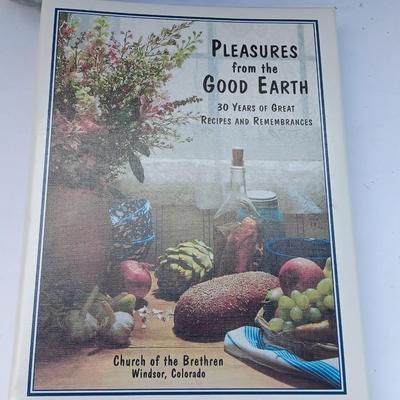 Pleasures
from the
Good Earth
30 Years of Great
Recipes and Remembrances
Church of the Brethren
Windsor, Colorado